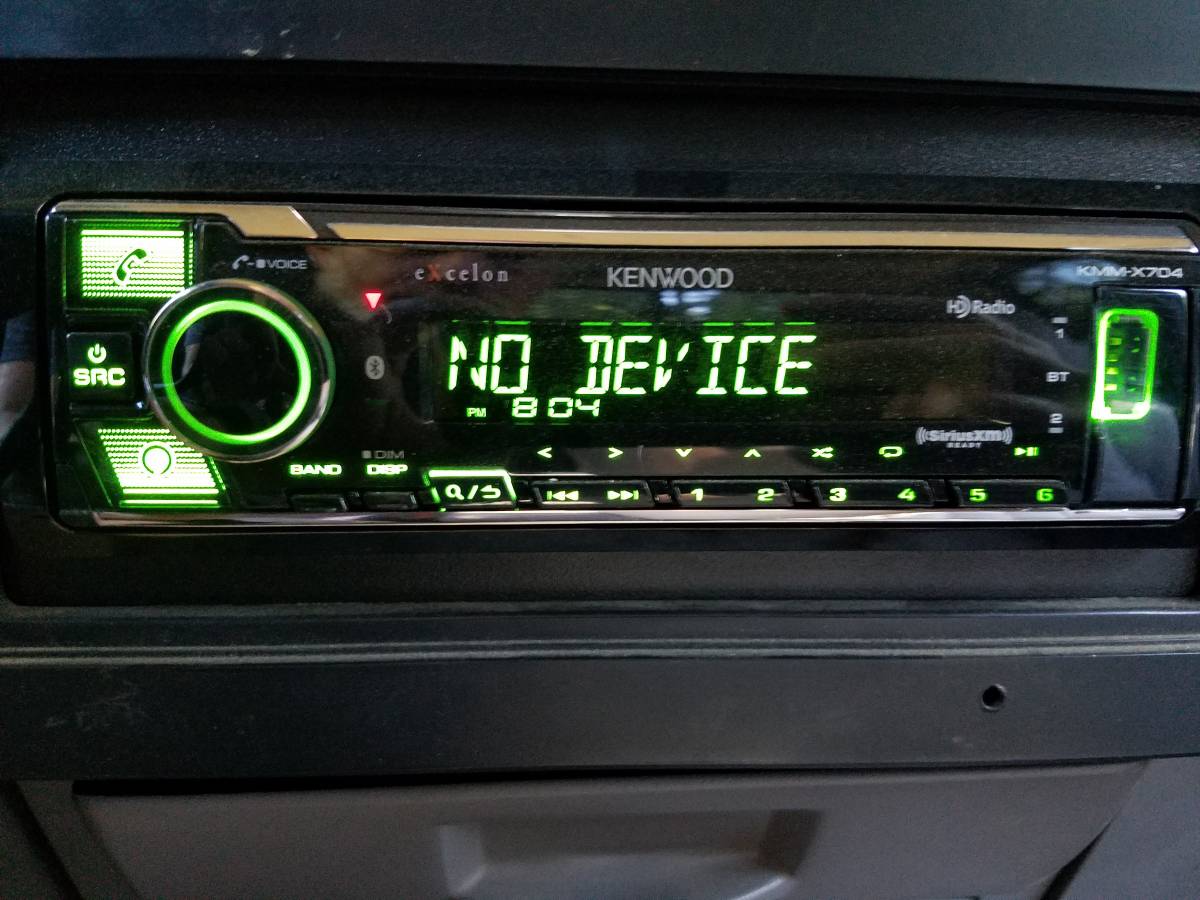 VOICE
eXcelon
KENWOOD
KMM-X704
HD Radio
SRC
NO DEVICE
PM 8:04
1
BT
2
SiriusXm
READY
DIM
BAND
DISP
1
2
3
4
5
6